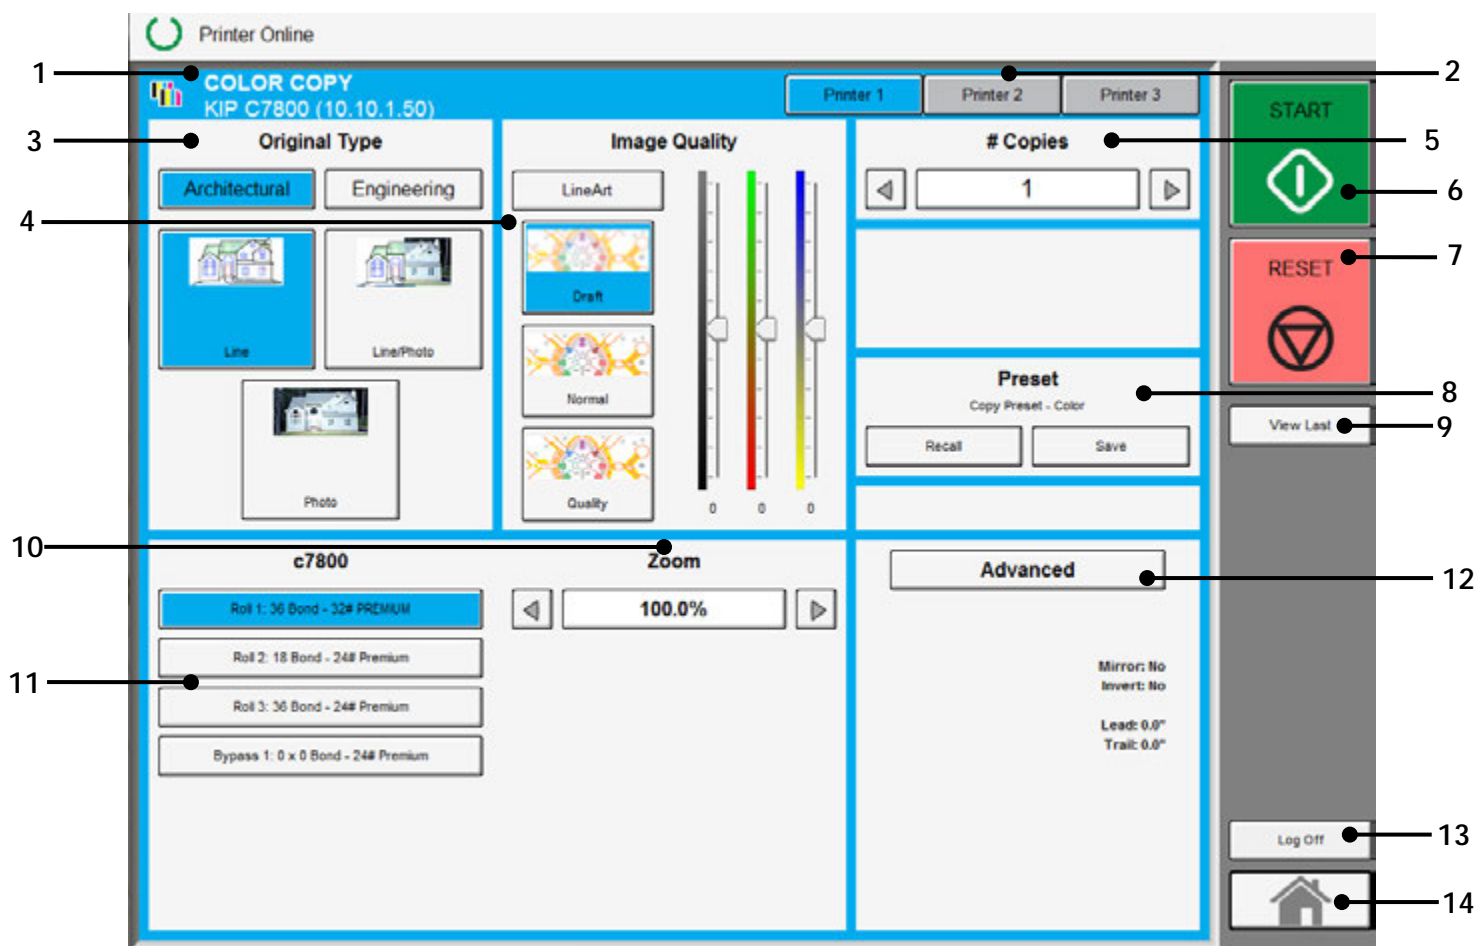 Printer Online
1
COLOR COPY
KIP C7800 (10.10.1.50)
Printer 1
Printer 2
Printer 3
2
3
Original Type
Architectural
Engineering
Line
Line/Photo
Photo
Image Quality
4
LineArt
Draft
Normal
Quality
0
0
0
# Copies
5
1
START
6
RESET
7
Preset
8
Copy Preset - Color
Recall
Save
View Last
9
10
c7800
Roll 1: 36 Bond - 32# PREMIUM
Roll 2: 18 Bond - 24# Premium
11
Roll 3: 36 Bond - 24# Premium
Bypass 1: 0 x 0 Bond - 24# Premium
Zoom
100.0%
Advanced
12
Mirror: No
Invert: No
Lead: 0.0"
Trail: 0.0"
Log Off
13
14